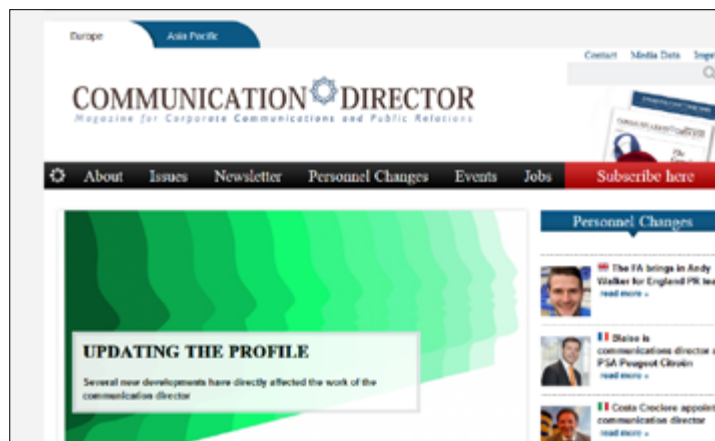 Europe
Asia Pacific
Contact Media Data
COMMUNICATION DIRECTOR
Magazine for Corporate Communications and Public Relations
About Issues Newsletter Personnel Changes Events Jobs Subscribe here
Personnel Changes
The FA brings in Andy
Walker for England PR
read more »
UPDATING THE PROFILE
Several new developments have directly affected the work of the
communication director
Blaise is
communications director
PSA Peugeot Citroën
read more »
Costa Crociere
communication director
read more »